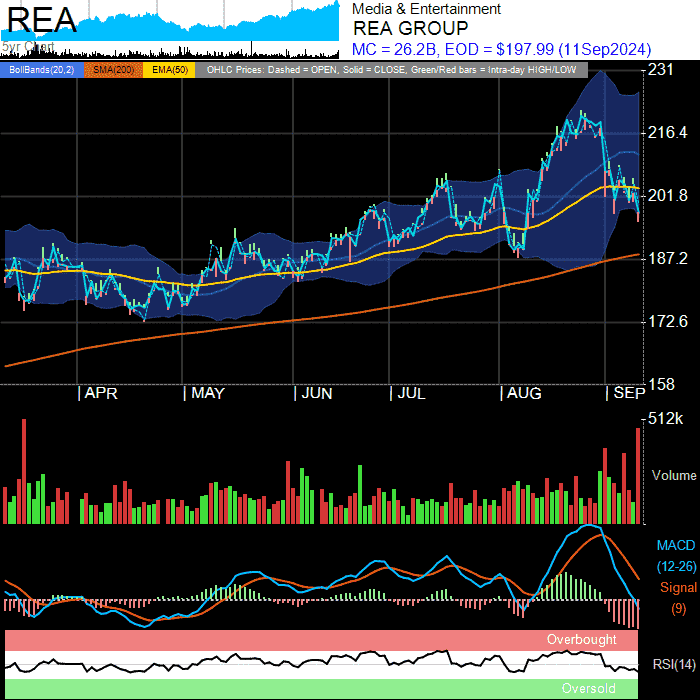 REA
5yr Chart
Media & Entertainment
REA GROUP
MC = 26.2B, EOD = $197.99 (11Sep2024)
BollBands(20,2) SMA(200) EMA(50) OHLC Prices: Dashed = OPEN, Solid = CLOSE, Green/Red bars = Intra-day HIGH/LOW
231
216.4
201.8
187.2
172.6
158
APR MAY JUN JUL AUG SEP
512k
Volume
MACD
(12-26)
Signal
(9)
Overbought
RSI(14)
Oversold